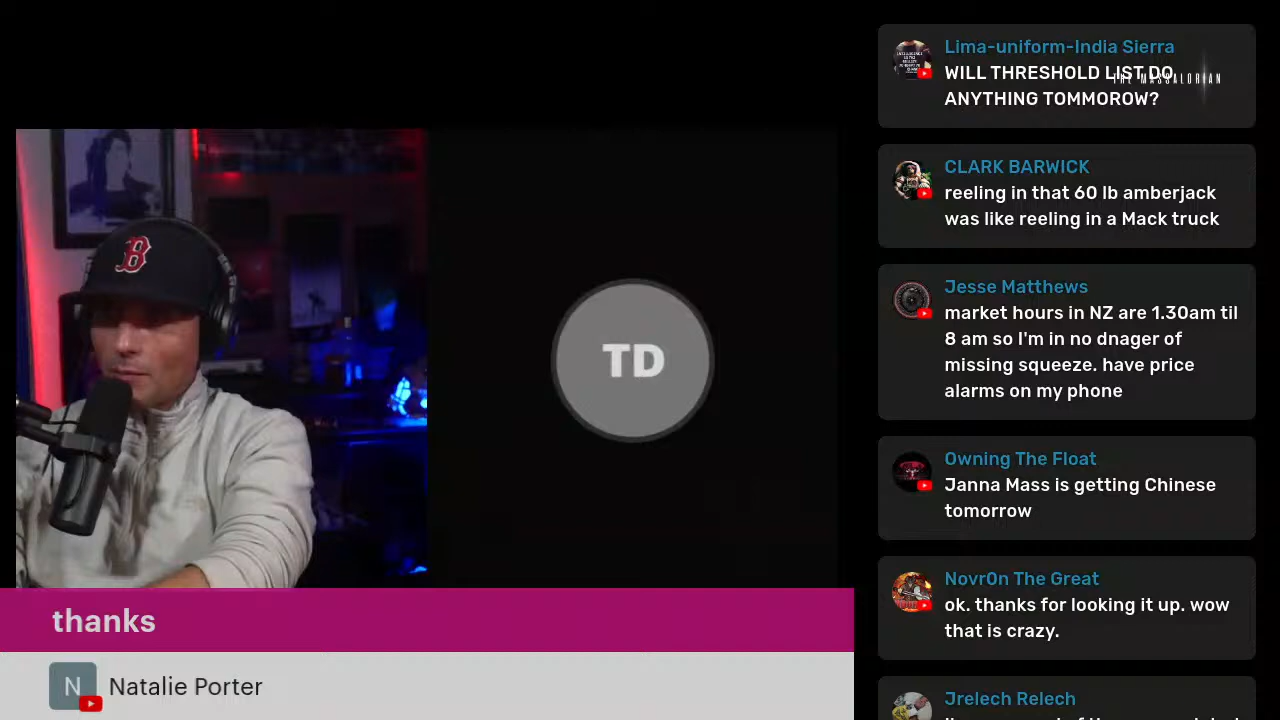 Lima-uniform-India Sierra
WILL THRESHOLD LIST DO
ANYTHING TOMMOROW?
THE MASSALORIAN
CLARK BARWICK
reeling in that 60 lb amberjack
was like reeling in a Mack truck
Jesse Matthews
market hours in NZ are 1.30am til
8 am so I'm in no dnager of
missing squeeze. have price
alarms on my phone
Owning The Float
Janna Mass is getting Chinese
tomorrow
NovrOn The Great
ok. thanks for looking it up. wow
that is crazy.
Jrelech Relech
B
TD
thanks
N
Natalie Porter